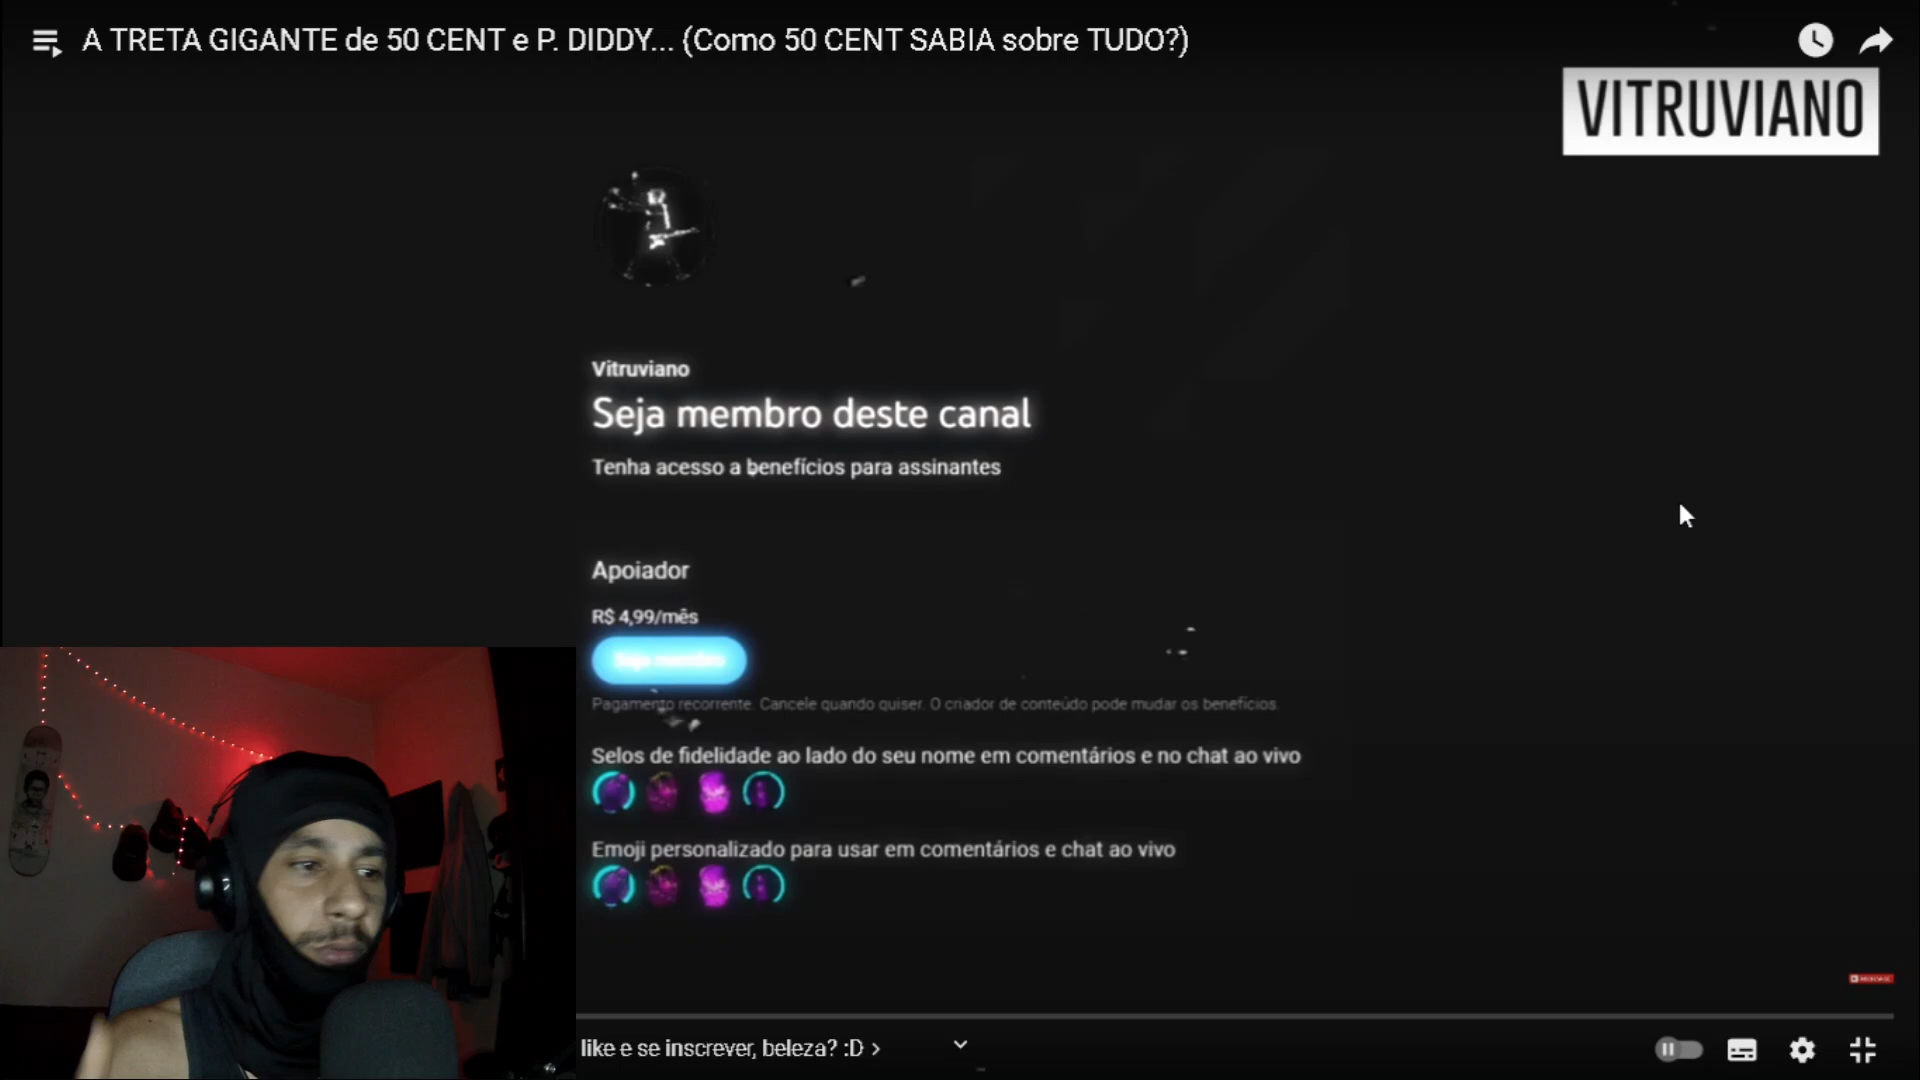 A TRETA GIGANTE de 50 CENT e P. DIDDY... (Como 50 CENT SABIA sobre TUDO?)
VITRUVIANO
Vitruviano
Seja membro deste canal
Tenha acesso a benefícios para assinantes
Apoiador
R$ 4,99/mês
Seja membro
Pagamento recorrente. Cancele quando quiser. O criador de conteúdo pode mudar os benefícios.
Selos de fidelidade ao lado do seu nome em comentários e no chat ao vivo
Emoji personalizado para usar em comentários e chat ao vivo
like e se inscrever, beleza? :D >